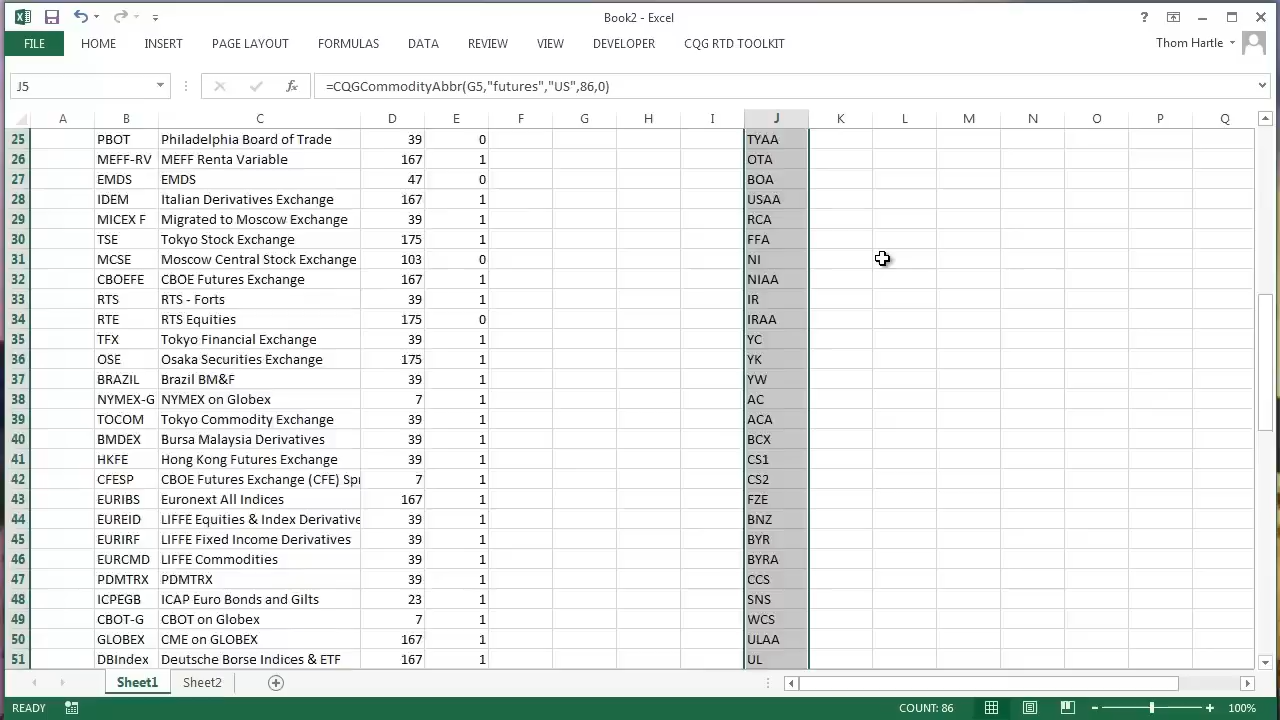 Book2 - Excel
?
FILE HOME INSERT PAGE LAYOUT FORMULAS DATA REVIEW VIEW DEVELOPER CQG RTD TOOLKIT Thom Hartle
J5 fx =CQGCommodityAbbr(G5,"futures","US",86,0)
A B C D E F G H I J K L M N O P Q
25 PBOT Philadelphia Board of Trade 39 0 TYAA
26 MEFF-RV MEFF Renta Variable 167 1 OTA
27 EMDS EMDS 47 0 BOA
28 IDEM Italian Derivatives Exchange 167 1 USAA
29 MICEX F Migrated to Moscow Exchange 39 1 RCA
30 TSE Tokyo Stock Exchange 175 1 FFA
31 MCSE Moscow Central Stock Exchange 103 0 NI
32 CBOEFE CBOE Futures Exchange 167 1 NIAA
33 RTS RTS - Forts 39 1 IR
34 RTE RTS Equities 175 0 IRAA
35 TFX Tokyo Financial Exchange 39 1 YC
36 OSE Osaka Securities Exchange 175 1 YK
37 BRAZIL Brazil BM&F 39 1 YW
38 NYMEX-G NYMEX on Globex 7 1 AC
39 TOCOM Tokyo Commodity Exchange 39 1 ACA
40 BMDEX Bursa Malaysia Derivatives 39 1 BCX
41 HKFE Hong Kong Futures Exchange 39 1 CS1
42 CFESP CBOE Futures Exchange (CFE) Spr 7 1 CS2
43 EURIBS Euronext All Indices 167 1 FZE
44 EUREID LIFFE Equities & Index Derivative 39 1 BNZ
45 EURIRF LIFFE Fixed Income Derivatives 39 1 BYR
46 EURCMD LIFFE Commodities 39 1 BYRA
47 PDMTRX PDMTRX 39 1 CCS
48 ICPEGB ICAP Euro Bonds and Gilts 23 1 SNS
49 CBOT-G CBOT on Globex 7 1 WCS
50 GLOBEX CME on GLOBEX 167 1 ULAA
51 DBIndex Deutsche Borse Indices & ETF 167 1 UL
Sheet1 Sheet2
READY COUNT: 86 100%